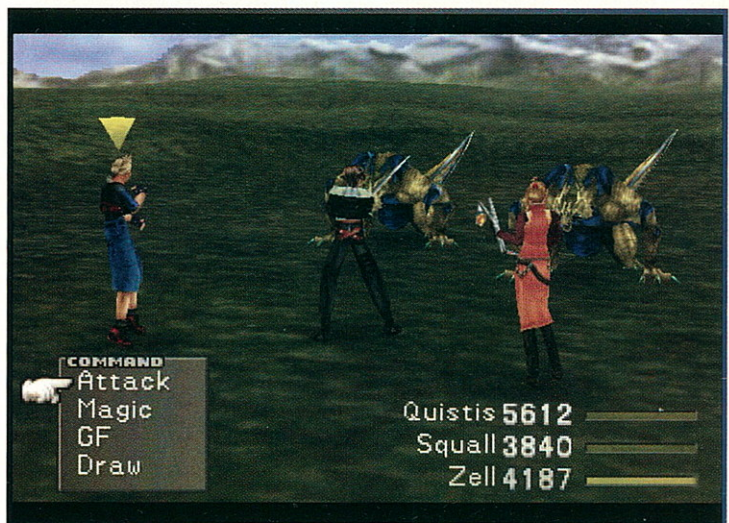 COMMAND
Attack
Magic
GF
Draw
Quistis 5612
Squall 3840
Zell 4187